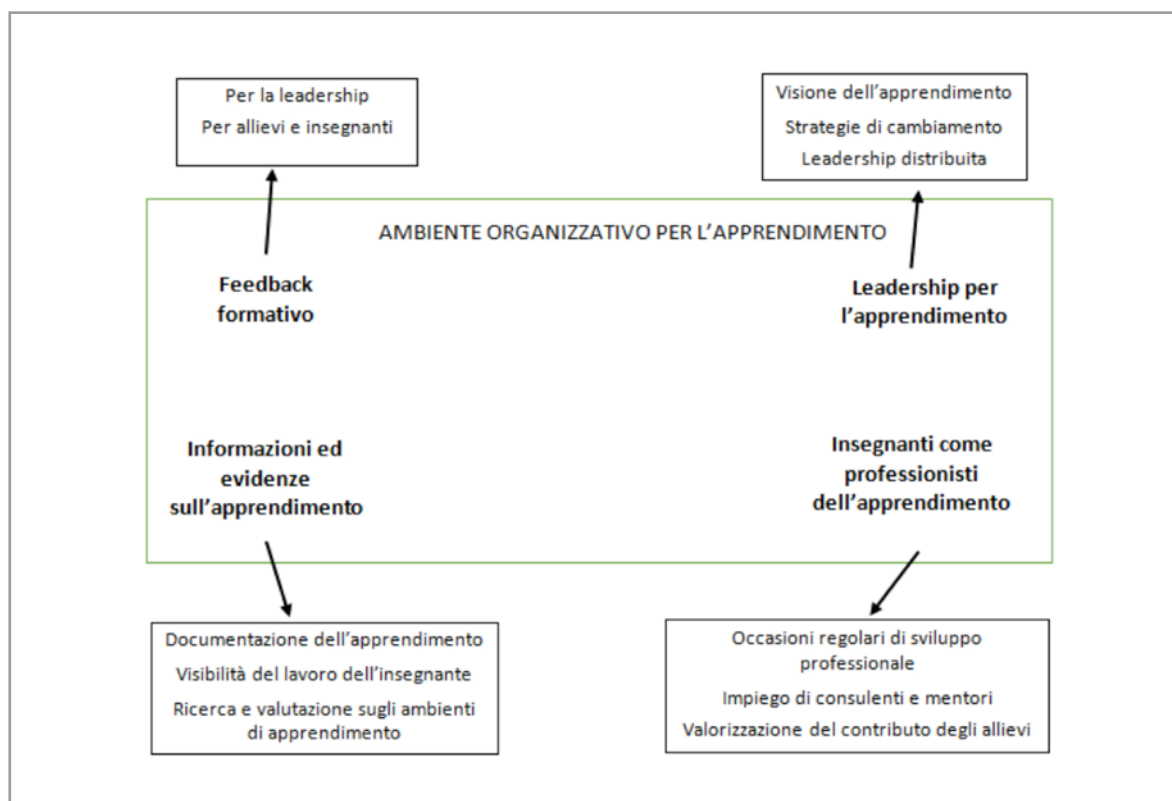 Per la leadership
Per allievi e insegnanti
Visione dell'apprendimento
Strategie di cambiamento
Leadership distribuita
AMBIENTE ORGANIZZATIVO PER L'APPRENDIMENTO
Feedback
formativo
Leadership per
l'apprendimento
Informazioni ed
evidenze
sull'apprendimento
Insegnanti come
professionisti
dell'apprendimento
Documentazione dell'apprendimento
Visibilità del lavoro dell'insegnante
Ricerca e valutazione sugli ambienti
di apprendimento
Occasioni regolari di sviluppo
professionale
Impiego di consulenti e mentori
Valorizzazione del contributo degli allievi